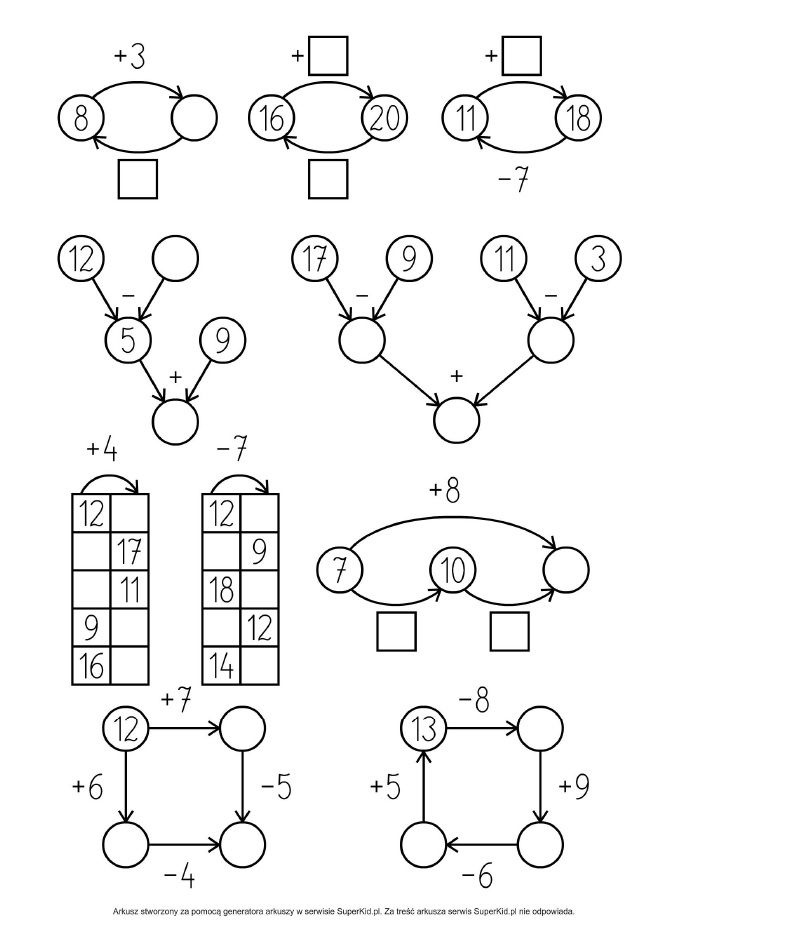 +3 + +
8 16 20 11 18
−7
12 17 9 11 3
− − −
5 9
+ +
+4 −7
12 12 +8
17 9
11 18 7 10
9 12
16 14
+7 −8
12 13
+6 −5 +5 +9
−4 −6
Arkusz stworzony za pomocą generatora arkuszy w serwisie SuperKid.pl. Za treść arkusza serwis SuperKid.pl nie odpowiada.